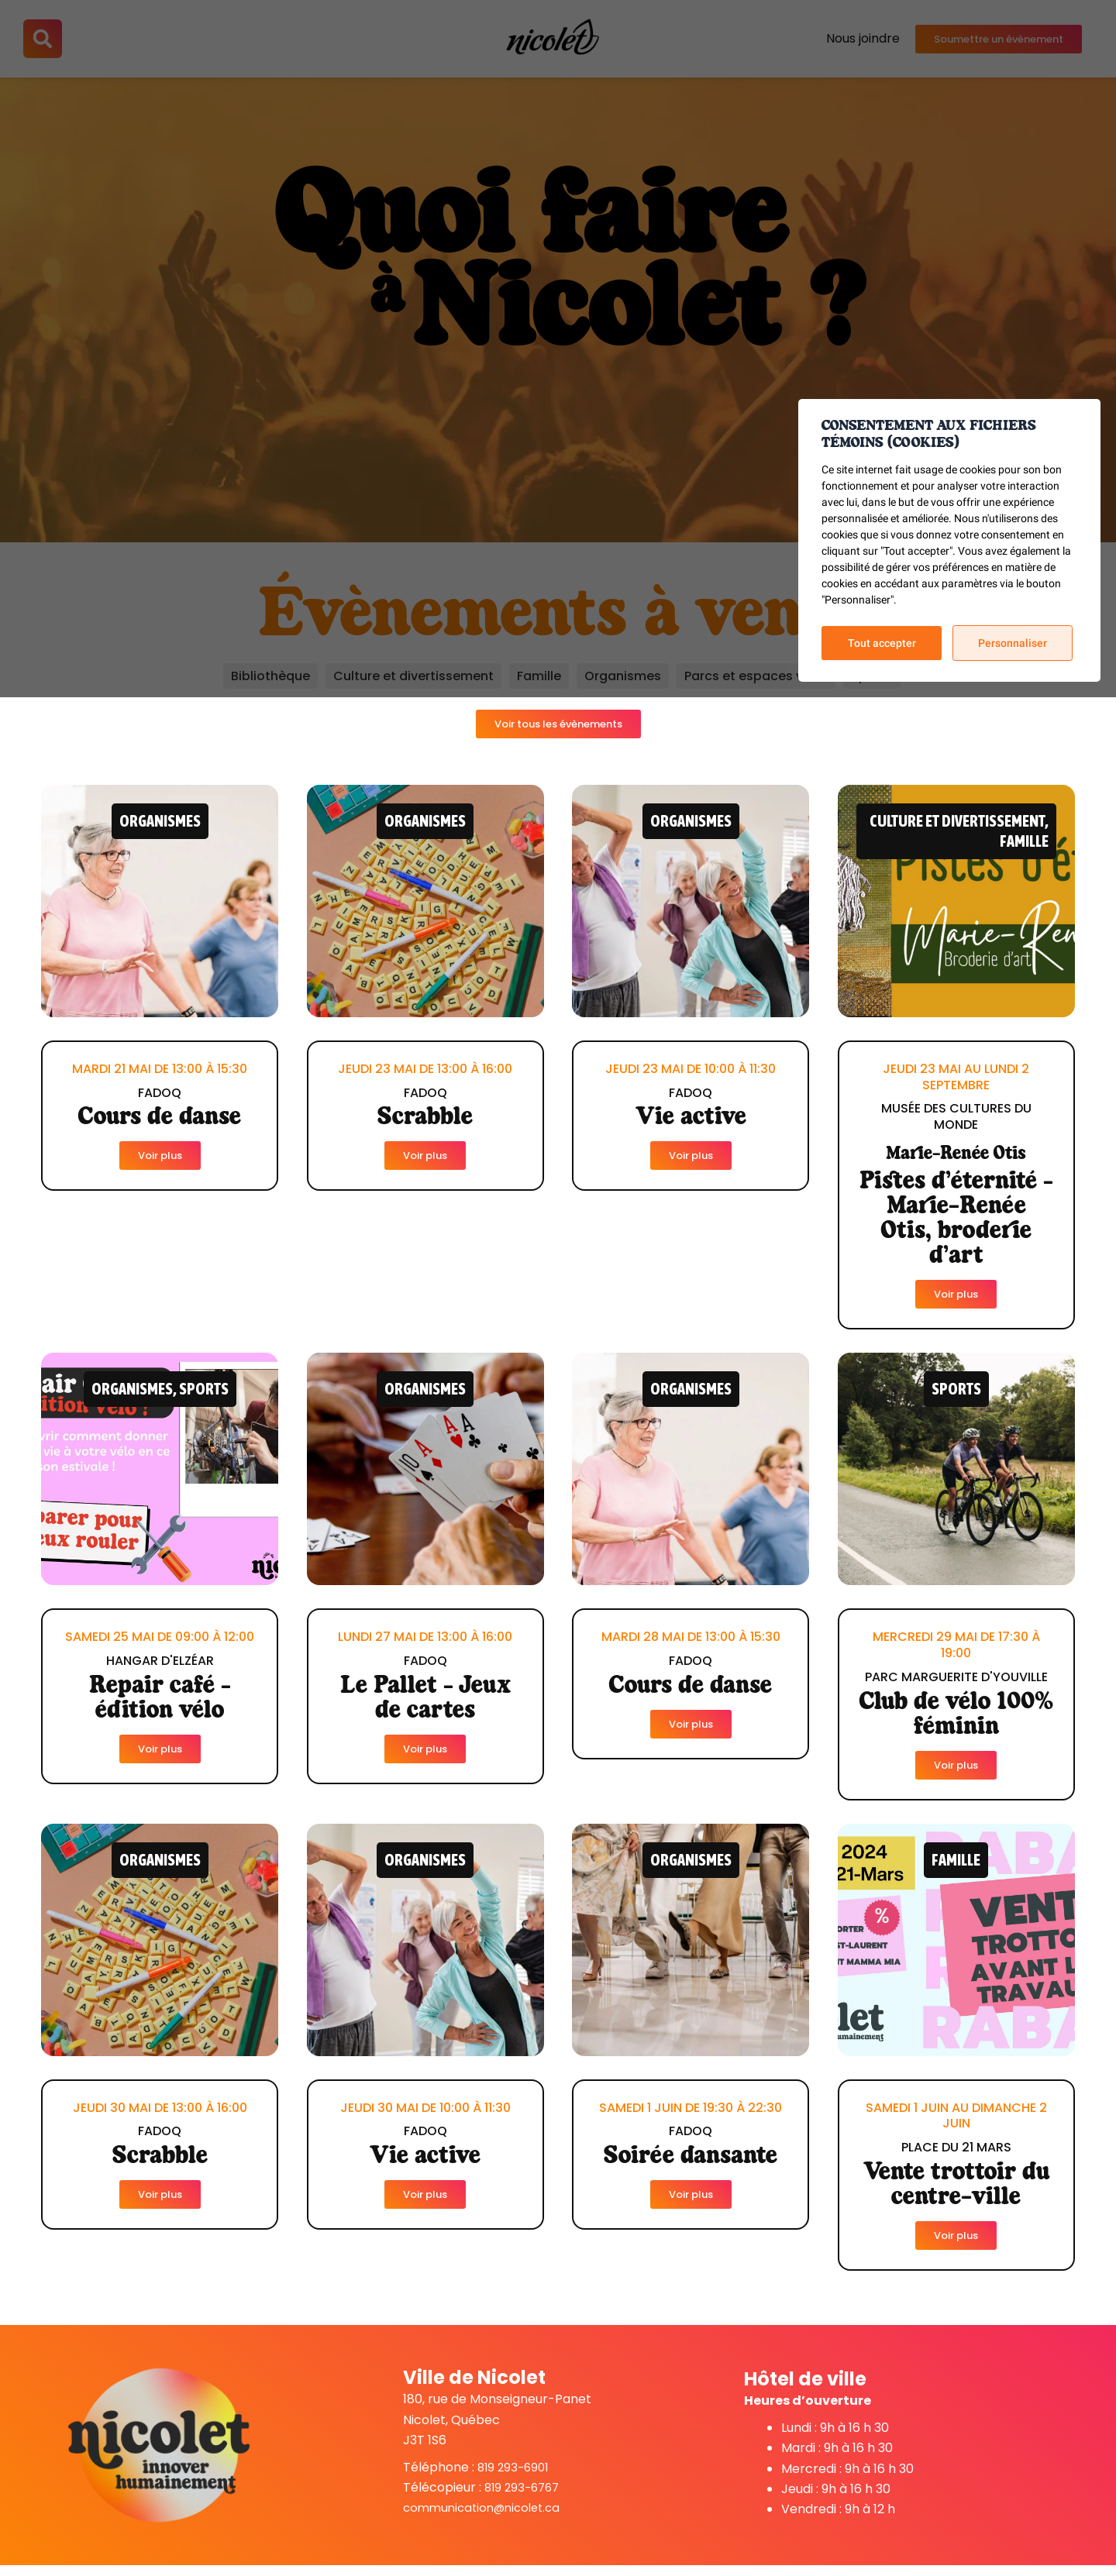 nicolet
Nous joindre
Soumettre un évènement
Quoi faire
à Nicolet ?
CONSENTEMENT AUX FICHIERS
TÉMOINS (COOKIES)
Ce site internet fait usage de cookies pour son bon
fonctionnement et pour analyser votre interaction
avec lui, dans le but de vous offrir une expérience
personnalisée et améliorée. Nous n'utiliserons des
cookies que si vous donnez votre consentement en
cliquant sur "Tout accepter". Vous avez également la
possibilité de gérer vos préférences en matière de
cookies en accédant aux paramètres via le bouton
"Personnaliser".
Tout accepter
Personnaliser
Évènements à
Bibliothèque
Culture et divertissement
Famille
Organismes
Parcs et espaces
Voir tous les évènements
ORGANISMES
ORGANISMES
ORGANISMES
CULTURE ET DIVERTISSEMENT,
FAMILLE
Pistes d'ét
Marie-Ren
Broderie d'art
MARDI 21 MAI DE 13:00 À 15:30
FADOQ
Cours de danse
Voir plus
JEUDI 23 MAI DE 13:00 À 16:00
FADOQ
Scrabble
Voir plus
JEUDI 23 MAI DE 10:00 À 11:30
FADOQ
Vie active
Voir plus
JEUDI 23 MAI AU LUNDI 2
SEPTEMBRE
MUSÉE DES CULTURES DU
MONDE
Marie-Renée Otis
Pistes d'éternité –
Marie-Renée
Otis, broderie
d'art
Voir plus
ORGANISMES, SPORTS
air
dition vélo !
vrir comment donner
vie à votre vélo en ce
son estivale !
parer pour
eux rouler
nic
ORGANISMES
ORGANISMES
SPORTS
SAMEDI 25 MAI DE 09:00 À 12:00
HANGAR D'ELZÉAR
Repair café –
édition vélo
Voir plus
LUNDI 27 MAI DE 13:00 À 16:00
FADOQ
Le Pallet – Jeux
de cartes
Voir plus
MARDI 28 MAI DE 13:00 À 15:30
FADOQ
Cours de danse
Voir plus
MERCREDI 29 MAI DE 17:30 À
19:00
PARC MARGUERITE D'YOUVILLE
Club de vélo 100%
féminin
Voir plus
ORGANISMES
ORGANISMES
ORGANISMES
FAMILLE
2024
21-Mars
%
ORTER
ST-LAURENT
T MAMMA MIA
RABA
VENT
TROTTO
AVANT L
TRAVAU
let
humainement
RABA
JEUDI 30 MAI DE 13:00 À 16:00
FADOQ
Scrabble
Voir plus
JEUDI 30 MAI DE 10:00 À 11:30
FADOQ
Vie active
Voir plus
SAMEDI 1 JUIN DE 19:30 À 22:30
FADOQ
Soirée dansante
Voir plus
SAMEDI 1 JUIN AU DIMANCHE 2
JUIN
PLACE DU 21 MARS
Vente trottoir du
centre-ville
Voir plus
nicolet
innover
humainement
Ville de Nicolet
180, rue de Monseigneur-Panet
Nicolet, Québec
J3T 1S6
Téléphone : 819 293-6901
Télécopieur : 819 293-6767
communication@nicolet.ca
Hôtel de ville
Heures d'ouverture
Lundi : 9h à 16 h 30
Mardi : 9h à 16 h 30
Mercredi : 9h à 16 h 30
Jeudi : 9h à 16 h 30
Vendredi : 9h à 12 h